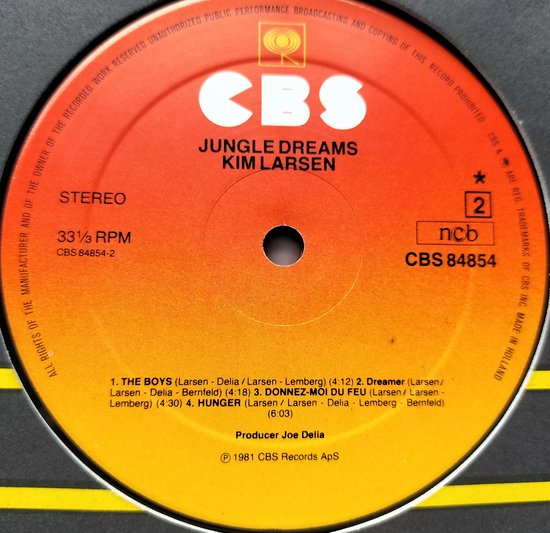 ALL RIGHTS OF THE MANUFACTURER AND OF THE OWNER OF THE RECORDED WORK RESERVED UNAUTHORIZED PUBLIC PERFORMANCE BROADCASTING AND COPYING OF THIS RECORD PROHIBITED CBS & ARE REG. TRADEMARKS OF CBS INC. MADE IN HOLLAND
CBS
JUNGLE DREAMS
KIM LARSEN
STEREO
2
33 1/3 RPM
ncb
CBS 84854-2
CBS 84854
1. THE BOYS (Larsen - Delia / Larsen - Lemberg) (4:12) 2. Dreamer (Larsen /
Larsen - Delia - Bernfeld) (4:18) 3. DONNEZ-MOI DU FEU (Larsen / Larsen -
Lemberg) (4:30) 4. HUNGER (Larsen / Larsen - Delia - Lemberg - Bernfeld)
(6:03)
Producer Joe Delia
℗ 1981 CBS Records ApS